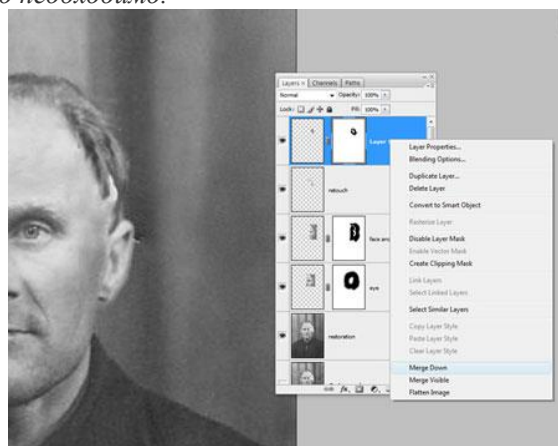 необходимо:
Layers × Channels Paths
Normal Opacity: 100%
Lock: Fill: 100%
Layer
retouch
face and
eye
restoration
Layer Properties...
Blending Options...
Duplicate Layer...
Delete Layer
Convert to Smart Object
Rasterize Layer
Disable Layer Mask
Enable Vector Mask
Create Clipping Mask
Link Layers
Select Linked Layers
Select Similar Layers
Copy Layer Style
Paste Layer Style
Clear Layer Style
Merge Down
Merge Visible
Flatten Image
fx.